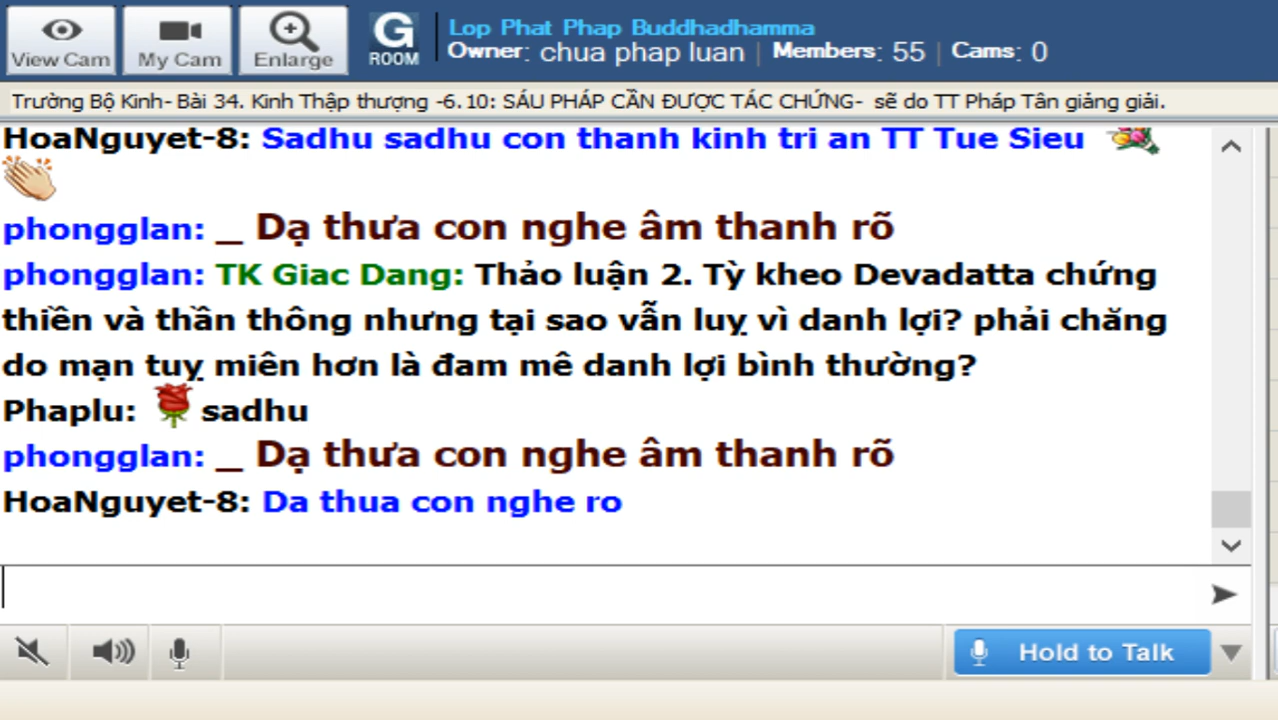 View Cam
My Cam
Enlarge
G
ROOM
Lop Phat Phap Buddhadhamma
Owner: chua phap luan | Members: 55 | Cams: 0
Trường Bộ Kinh- Bài 34. Kinh Thập thượng -6.10: SÁU PHÁP CẦN ĐƯỢC TÁC CHỨNG- sẽ do TT Pháp Tân giảng giải.
HoaNguyet-8: Sadhu sadhu con thanh kinh tri an TT Tue Sieu
phongglan: _ Dạ thưa con nghe âm thanh rõ
phongglan: TK Giac Dang: Thảo luận 2. Tỳ kheo Devadatta chứng
thiền và thần thông nhưng tại sao vẫn luỵ vì danh lợi? phải chăng
do mạn tuỵ miên hơn là đam mê danh lợi bình thường?
Phaplu: sadhu
phongglan: _ Dạ thưa con nghe âm thanh rõ
HoaNguyet-8: Da thua con nghe ro
Hold to Talk